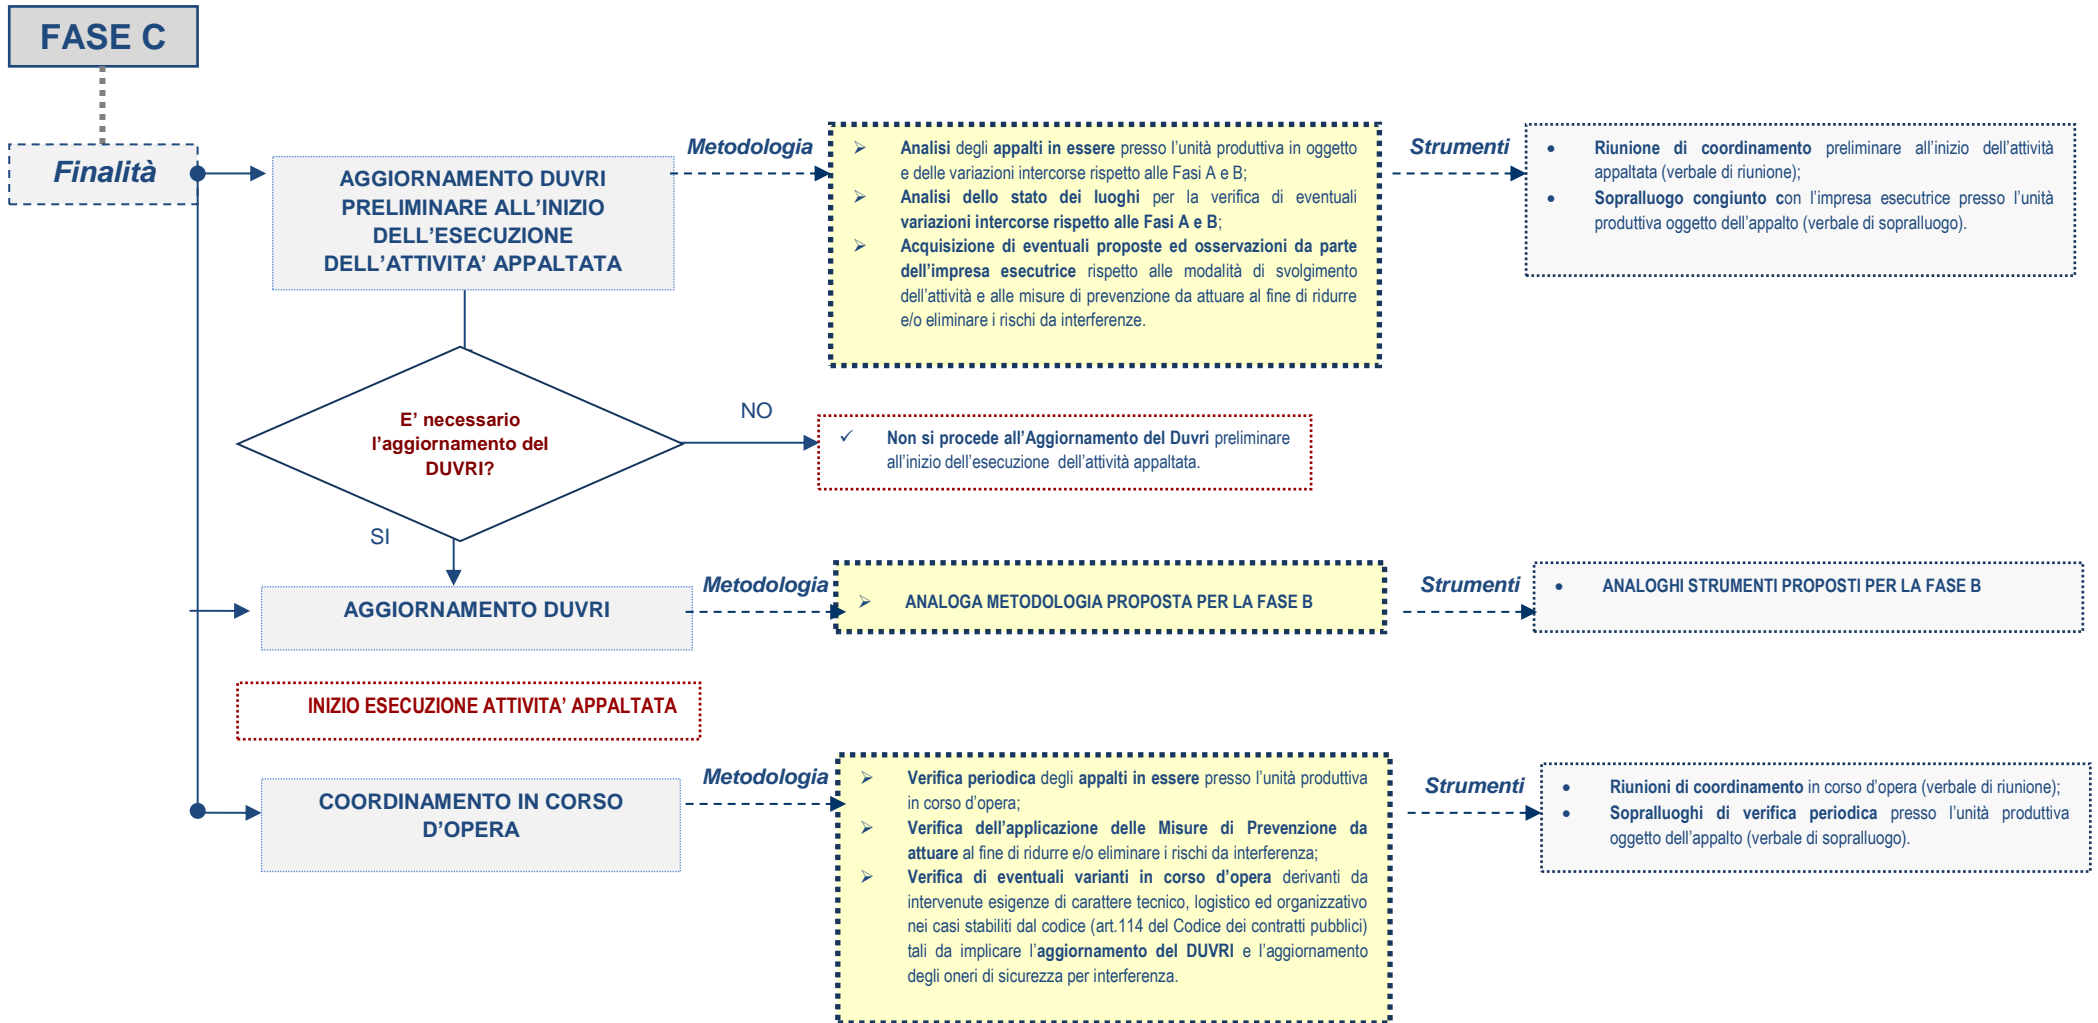 FASE C
Finalità
AGGIORNAMENTO DUVRI
PRELIMINARE ALL’INIZIO
DELL’ESECUZIONE
DELL’ATTIVITA’ APPALTATA
Metodologia
➢ Analisi degli appalti in essere presso l’unità produttiva in oggetto
e delle variazioni intercorse rispetto alle Fasi A e B;
➢ Analisi dello stato dei luoghi per la verifica di eventuali
variazioni intercorse rispetto alle Fasi A e B;
➢ Acquisizione di eventuali proposte ed osservazioni da parte
dell’impresa esecutrice rispetto alle modalità di svolgimento
dell’attività e alle misure di prevenzione da attuare al fine di ridurre
e/o eliminare i rischi da interferenze.
Strumenti
• Riunione di coordinamento preliminare all’inizio dell’attività
appaltata (verbale di riunione);
• Sopralluogo congiunto con l’impresa esecutrice presso l’unità
produttiva oggetto dell’appalto (verbale di sopralluogo).
E’ necessario
l’aggiornamento del
DUVRI?
NO
✓ Non si procede all’Aggiornamento del Duvri preliminare
all’inizio dell’esecuzione dell’attività appaltata.
SI
AGGIORNAMENTO DUVRI
Metodologia
➢ ANALOGA METODOLOGIA PROPOSTA PER LA FASE B
Strumenti
• ANALOGHI STRUMENTI PROPOSTI PER LA FASE B
INIZIO ESECUZIONE ATTIVITA’ APPALTATA
COORDINAMENTO IN CORSO
D’OPERA
Metodologia
➢ Verifica periodica degli appalti in essere presso l’unità produttiva
in corso d’opera;
➢ Verifica dell’applicazione delle Misure di Prevenzione da
attuare al fine di ridurre e/o eliminare i rischi da interferenza;
➢ Verifica di eventuali varianti in corso d’opera derivanti da
intervenute esigenze di carattere tecnico, logistico ed organizzativo
nei casi stabiliti dal codice (art.114 del Codice dei contratti pubblici)
tali da implicare l’aggiornamento del DUVRI e l’aggiornamento
degli oneri di sicurezza per interferenza.
Strumenti
• Riunioni di coordinamento in corso d’opera (verbale di riunione);
• Sopralluoghi di verifica periodica presso l’unità produttiva
oggetto dell’appalto (verbale di sopralluogo).